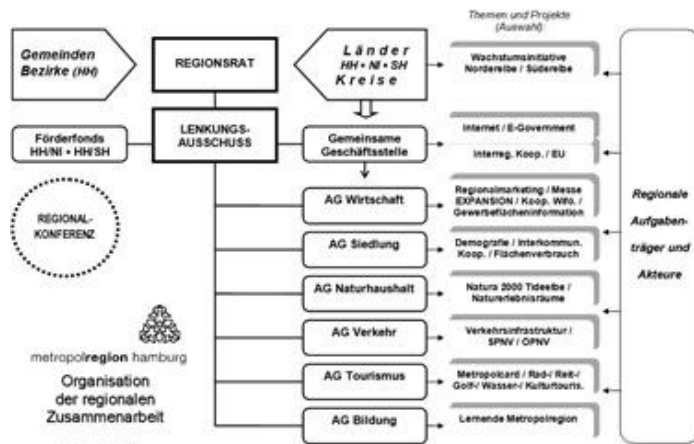 Themen und Projekte
(Auswahl)
Gemeinden
Bezirke (HH)
REGIONSRAT
Länder
HH • NI • SH
Kreise
Wachstumsinitiative
Norderelbe / Süderelbe
Förderfonds
HH/NI • HH/SH
LENKUNGS-
AUSSCHUSS
Gemeinsame
Geschäftsstelle
Internet / E-Government
Interreg. Koop. / EU
REGIONAL-
KONFERENZ
AG Wirtschaft
Regionalmarketing / Messe
EXPANSION / Koop. Wifo. /
Gewerbeflächeninformation
AG Siedlung
Demografie / Interkommun.
Koop. / Flächenverbrauch
AG Naturhaushalt
Natura 2000 Tideelbe /
Naturerlebnisräume
AG Verkehr
Verkehrsinfrastruktur /
SPNV / ÖPNV
AG Tourismus
Metropolcard / Rad-/ Reit-/
Golf-/ Wasser-/ Kulturtouris.
AG Bildung
Lernende Metropolregion
Regionale
Aufgaben-
träger und
Akteure
metropolregion hamburg
Organisation
der regionalen
Zusammenarbeit